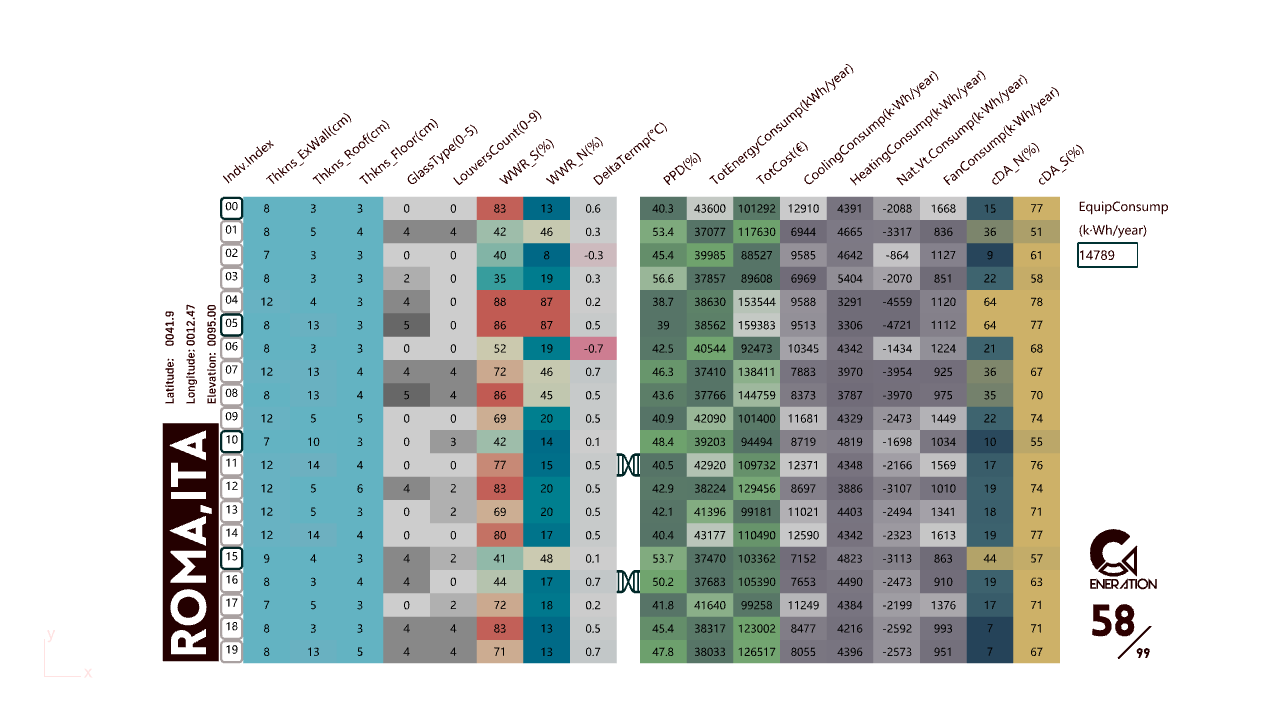 Indv.Index Thkns_ExWall(cm) Thkns_Roof(cm) Thkns_Floor(cm) GlassType(0-5) LouversCount(0-9) WWR_S(%) WWR_N(%) DeltaTermp(°C) PPD(%) TotEnergyConsump(kWh/year) TotCost(€) CoolingConsump(k·Wh/year) HeatingConsump(k·Wh/year) Nat.Vt.Consump(k·Wh/year) FanConsump(k·Wh/year) cDA_N(%) cDA_S(%)
00 8 3 3 0 0 83 13 0.6 40.3 43600 101292 12910 4391 -2088 1668 15 77
01 8 5 4 4 4 42 46 0.3 53.4 37077 117630 6944 4665 -3317 836 36 51
02 7 3 3 0 0 40 8 -0.3 45.4 39985 88527 9585 4642 -864 1127 9 61
03 8 3 3 2 0 35 19 0.3 56.6 37857 89608 6969 5404 -2070 851 22 58
04 12 4 3 4 0 88 87 0.2 38.7 38630 153544 9588 3291 -4559 1120 64 78
05 8 13 3 5 0 86 87 0.5 39 38562 159383 9513 3306 -4721 1112 64 77
06 8 3 3 0 0 52 19 -0.7 42.5 40544 92473 10345 4342 -1434 1224 21 68
07 12 13 4 4 4 72 46 0.7 46.3 37410 138411 7883 3970 -3954 925 36 67
08 8 13 4 5 4 86 45 0.5 43.6 37766 144759 8373 3787 -3970 975 35 70
09 12 5 5 0 0 69 20 0.5 40.9 42090 101400 11681 4329 -2473 1449 22 74
10 7 10 3 0 3 42 14 0.1 48.4 39203 94494 8719 4819 -1698 1034 10 55
11 12 14 4 0 0 77 15 0.5 40.5 42920 109732 12371 4348 -2166 1569 17 76
12 12 5 6 4 2 83 20 0.5 42.9 38224 129456 8697 3886 -3107 1010 19 74
13 12 5 3 0 2 69 20 0.5 42.1 41396 99181 11021 4403 -2494 1341 18 71
14 12 14 4 0 0 80 17 0.5 40.4 43177 110490 12590 4342 -2323 1613 19 77
15 9 4 3 4 2 41 48 0.1 53.7 37470 103362 7152 4823 -3113 863 44 57
16 8 3 4 4 0 44 17 0.7 50.2 37683 105390 7653 4490 -2473 910 19 63
17 7 5 3 0 2 72 18 0.2 41.8 41640 99258 11249 4384 -2199 1376 17 71
18 8 3 3 4 4 83 13 0.5 45.4 38317 123002 8477 4216 -2592 993 7 71
19 8 13 5 4 4 71 13 0.7 47.8 38033 126517 8055 4396 -2573 951 7 67
Latitude: 0041.9
Longitude: 0012.47
Elevation: 0095.00
ROMA,ITA
EquipConsump
(k·Wh/year)
14789
ENERATION
58/99
y
x